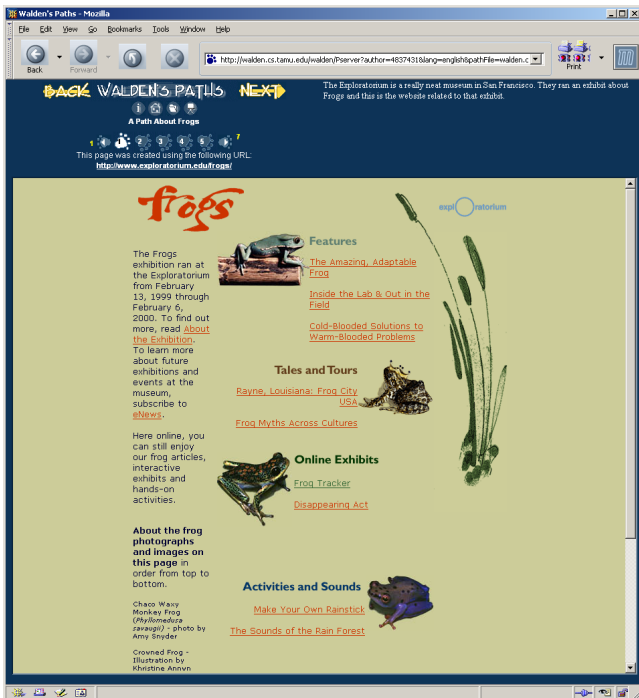 Walden's Paths - Mozilla
File Edit View Go Bookmarks Tools Window Help
Back
Forward
http://walden.cs.tamu.edu/walden/Pserver?author=4837431&lang=english&pathFile=walden.c
Print
BACK WALDEN'S PATHS NEXT
The Exploratorium is a really neat museum in San Francisco. They ran an exhibit about
Frogs and this is the website related to that exhibit.
A Path About Frogs
1 1 2 3 4 5 7
This page was created using the following URL:
http://www.exploratorium.edu/frogs/
frogs
exploratorium
The Frogs
exhibition ran at
the Exploratorium
from February
13, 1999 through
February 6,
2000. To find out
more, read About
the Exhibition.
To learn more
about future
exhibitions and
events at the
museum,
subscribe to
eNews.
Here online, you
can still enjoy
our frog articles,
interactive
exhibits and
hands-on
activities.
About the frog
photographs
and images on
this page in
order from top to
bottom.
Chaco Waxy
Monkey Frog
(Phyllomedusa
savaugii) - photo by
Amy Snyder
Crowned Frog -
Illustration by
Khristine Annyn
Features
The Amazing, Adaptable
Frog
Inside the Lab & Out in the
Field
Cold-Blooded Solutions to
Warm-Blooded Problems
Tales and Tours
Rayne, Louisiana: Frog City
USA
Frog Myths Across Cultures
Online Exhibits
Frog Tracker
Disappearing Act
Activities and Sounds
Make Your Own Rainstick
The Sounds of the Rain Forest